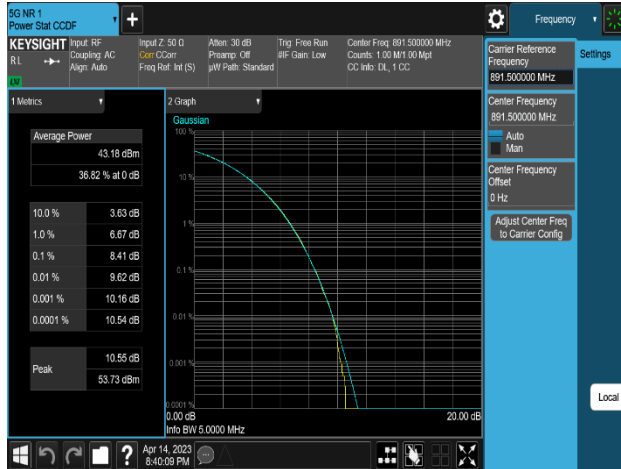 5G NR 1
Power Stat CCDF
Frequency
KEYSIGHT
Input: RF
Input Z: 50 Ω
Atten: 30 dB
Trig: Free Run
Center Freq: 891.500000 MHz
R L
Coupling: AC
Corr CCorr
Preamp: Off
#IF Gain: Low
Counts: 1.00 M/1.00 Mpt
Align: Auto
Freq Ref: Int (S)
µW Path: Standard
CC Info: DL, 1 CC
Carrier Reference
Frequency
891.500000 MHz
Settings
Center Frequency
891.500000 MHz
Auto
Man
Center Frequency
Offset
0 Hz
Adjust Center Freq
to Carrier Config
Local
1 Metrics
Average Power
43.18 dBm
36.82 % at 0 dB
10.0 % 3.63 dB
1.0 % 6.67 dB
0.1 % 8.41 dB
0.01 % 9.62 dB
0.001 % 10.16 dB
0.0001 % 10.54 dB
Peak
10.55 dB
53.73 dBm
2 Graph
Gaussian
100 %
10 %
1 %
0.1 %
0.01 %
0.001 %
0.0001 %
0.00 dB
20.00 dB
Info BW 5.0000 MHz
Apr 14, 2023
8:40:09 PM